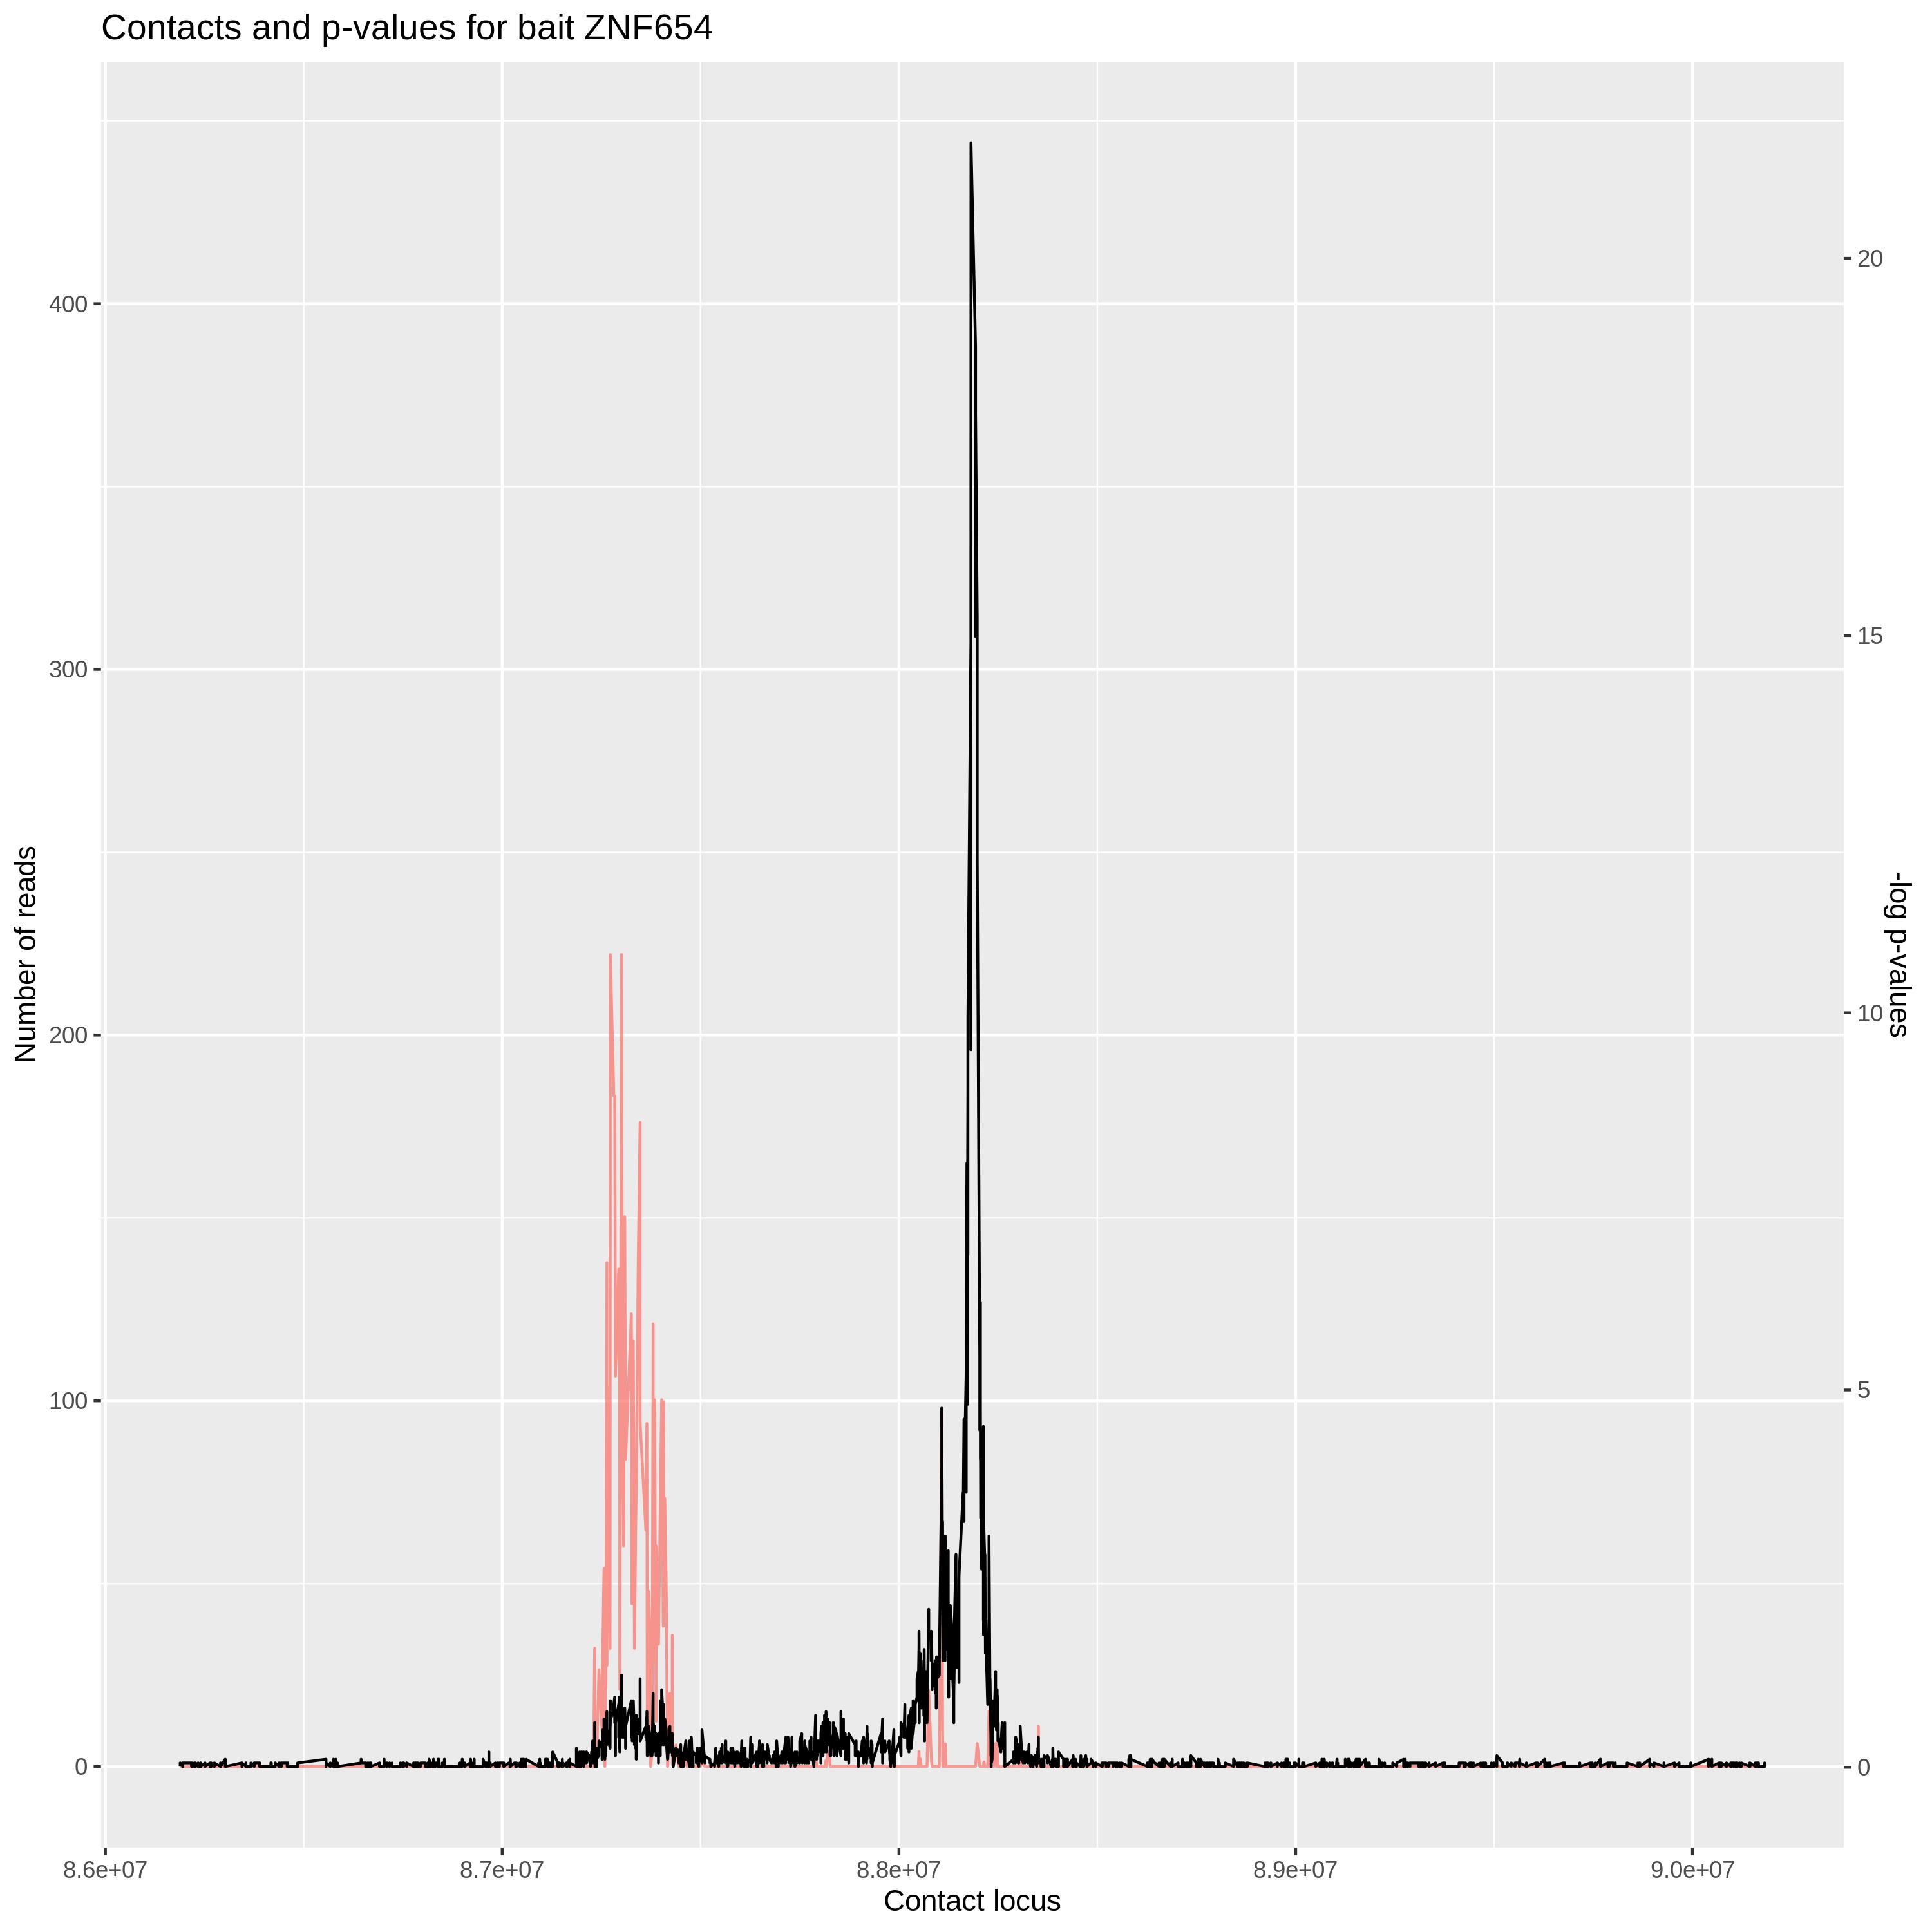 Contacts and p-values for bait ZNF654
Number of reads
400
300
200
100
0
20
15
10
5
0
-log p-values
8.6e+07 8.7e+07 8.8e+07 8.9e+07 9.0e+07
Contact locus